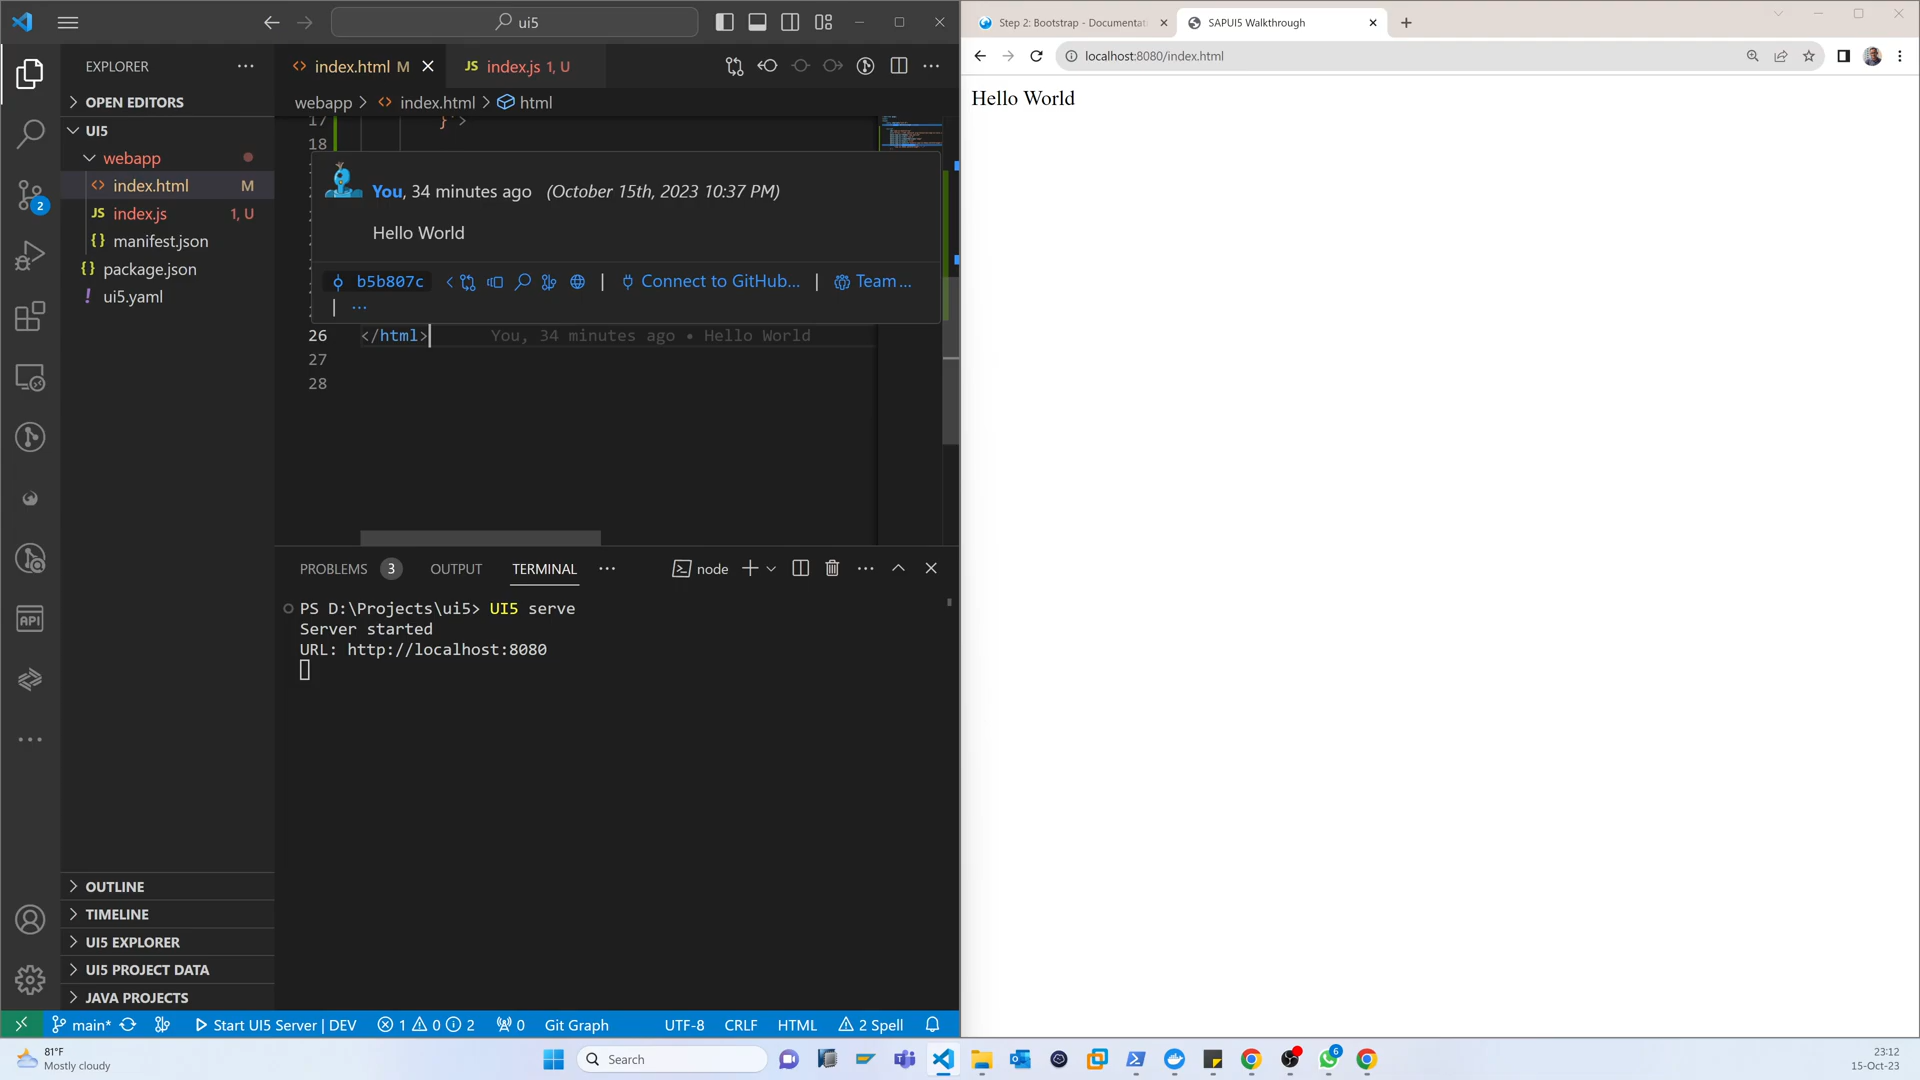 ui5
EXPLORER
OPEN EDITORS
UI5
webapp
index.html M
index.js 1, U
manifest.json
package.json
ui5.yaml
OUTLINE
TIMELINE
UI5 EXPLORER
UI5 PROJECT DATA
JAVA PROJECTS
2
API
index.html M
JS index.js 1, U
webapp > index.html > html
17 }'>
18
You, 34 minutes ago (October 15th, 2023 10:37 PM)
Hello World
b5b807c | Connect to GitHub... | Team...
| ...
26 </html> You, 34 minutes ago • Hello World
27
28
PROBLEMS 3 OUTPUT TERMINAL node
PS D:\Projects\ui5> UI5 serve
Server started
URL: http://localhost:8080
main* Start UI5 Server | DEV 1 0 2 0 Git Graph UTF-8 CRLF HTML 2 Spell
Step 2: Bootstrap - Documentat
SAPUI5 Walkthrough
localhost:8080/index.html
Hello World
81°F
Mostly cloudy
Search
6
23:12
15-Oct-23